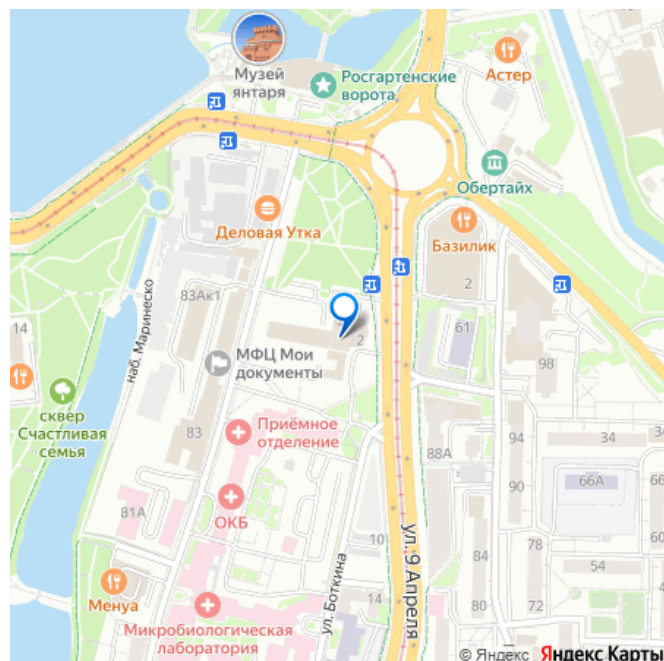 Музей
янтаря
Росгартенские
ворота
Астер
Обертайх
Деловая Утка
Базилик
2
наб. Маринеско
83Ак1
61
2
14
МФЦ Мои
документы
98
сквер
Счастливая
семья
83
Приёмное
отделение
94
34
88А
90
66А
ОКБ
81А
101
ул. 9 Апреля
84
78
54
Менуа
ул. Боткина
14
80
72
Микробиологическая
лаборатория
© Яндекс Яндекс Карты